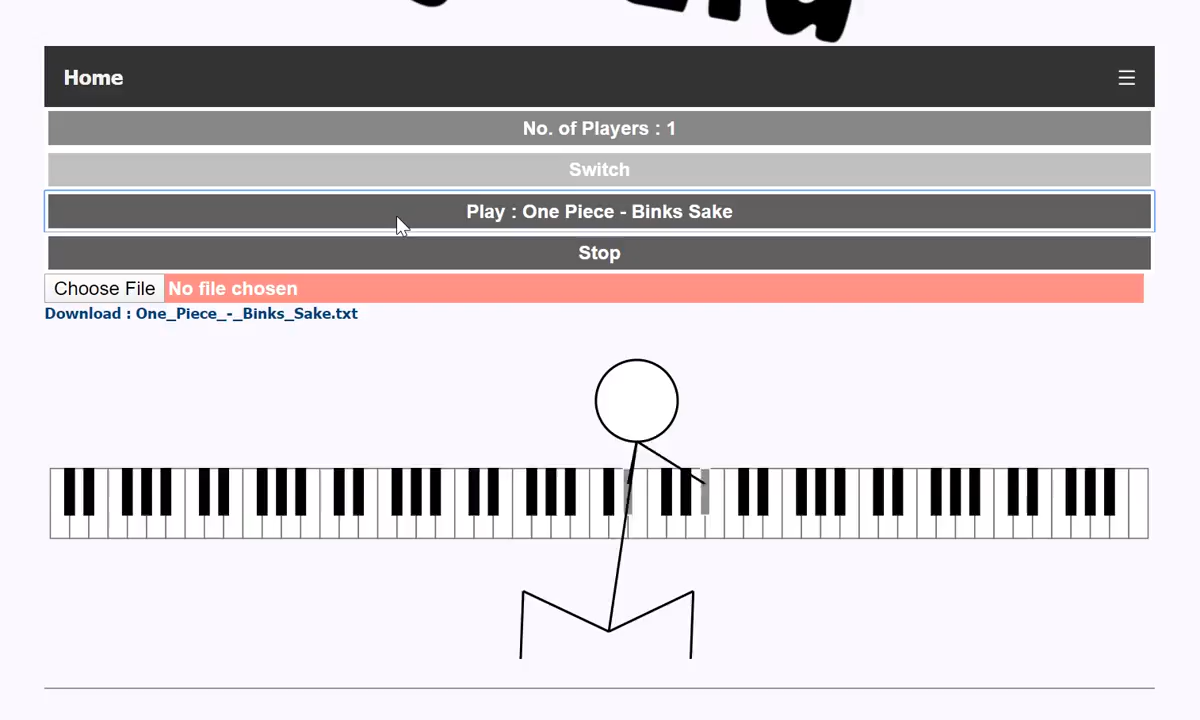 Home
No. of Players : 1
Switch
Play : One Piece - Binks Sake
Stop
Choose File No file chosen
Download : One_Piece_-_Binks_Sake.txt